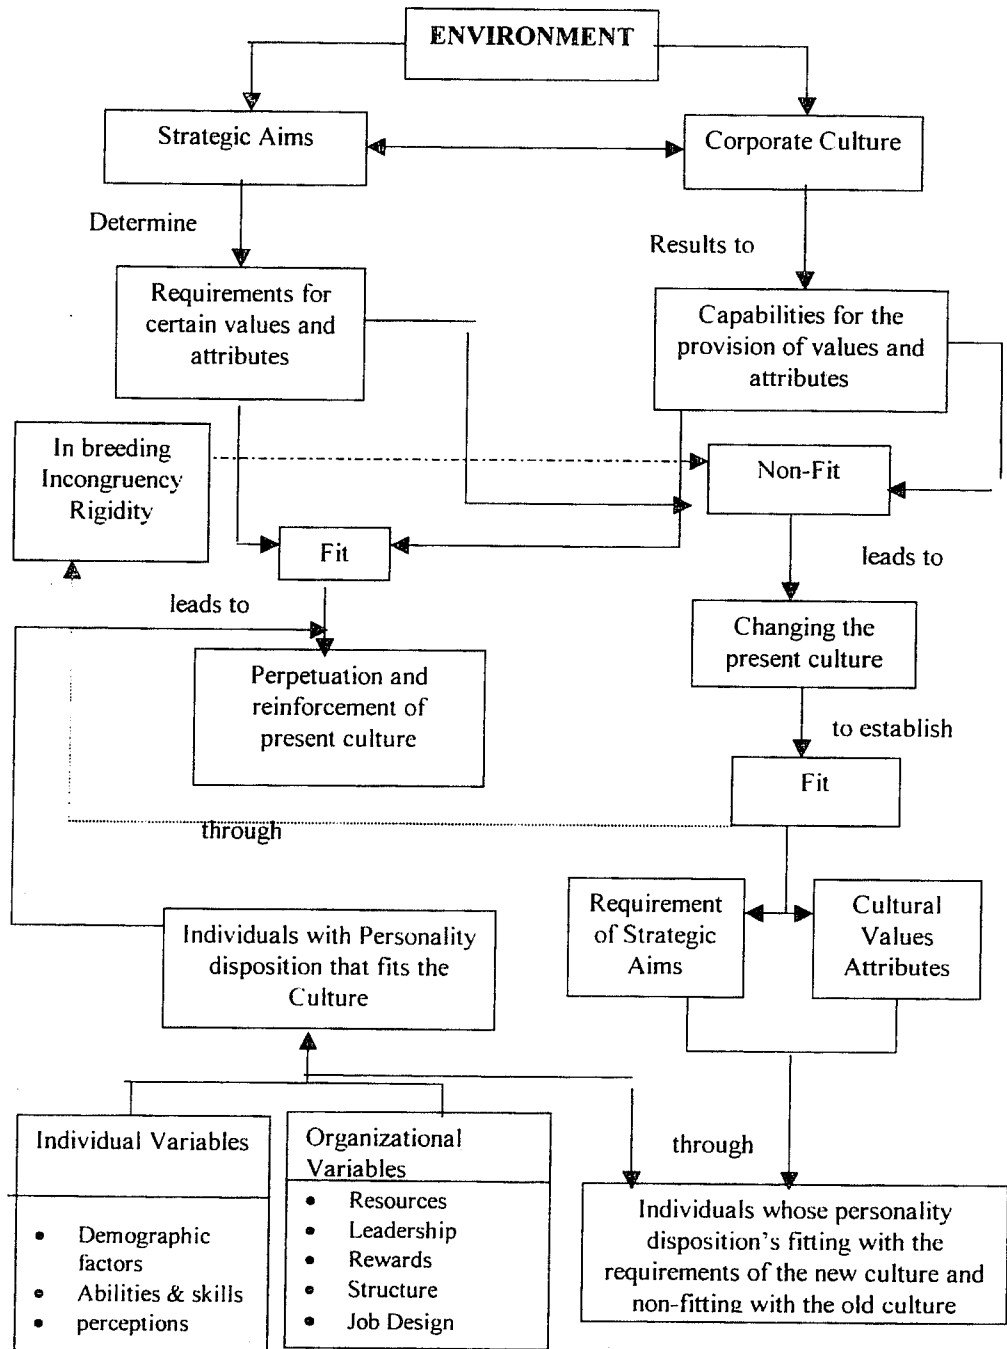 ENVIRONMENT
Strategic Aims
Corporate Culture
Determine
Results to
Requirements for
certain values and
attributes
Capabilities for the
provision of values and
attributes
In breeding
Incongruency
Rigidity
Non-Fit
Fit
leads to
leads to
Changing the
present culture
Perpetuation and
reinforcement of
present culture
to establish
Fit
through
Requirement
of Strategic
Aims
Cultural
Values
Attributes
Individuals with Personality
disposition that fits the
Culture
Individual Variables
• Demographic
factors
• Abilities & skills
• perceptions
Organizational
Variables
• Resources
• Leadership
• Rewards
• Structure
• Job Design
through
Individuals whose personality
disposition's fitting with the
requirements of the new culture and
non-fitting with the old culture